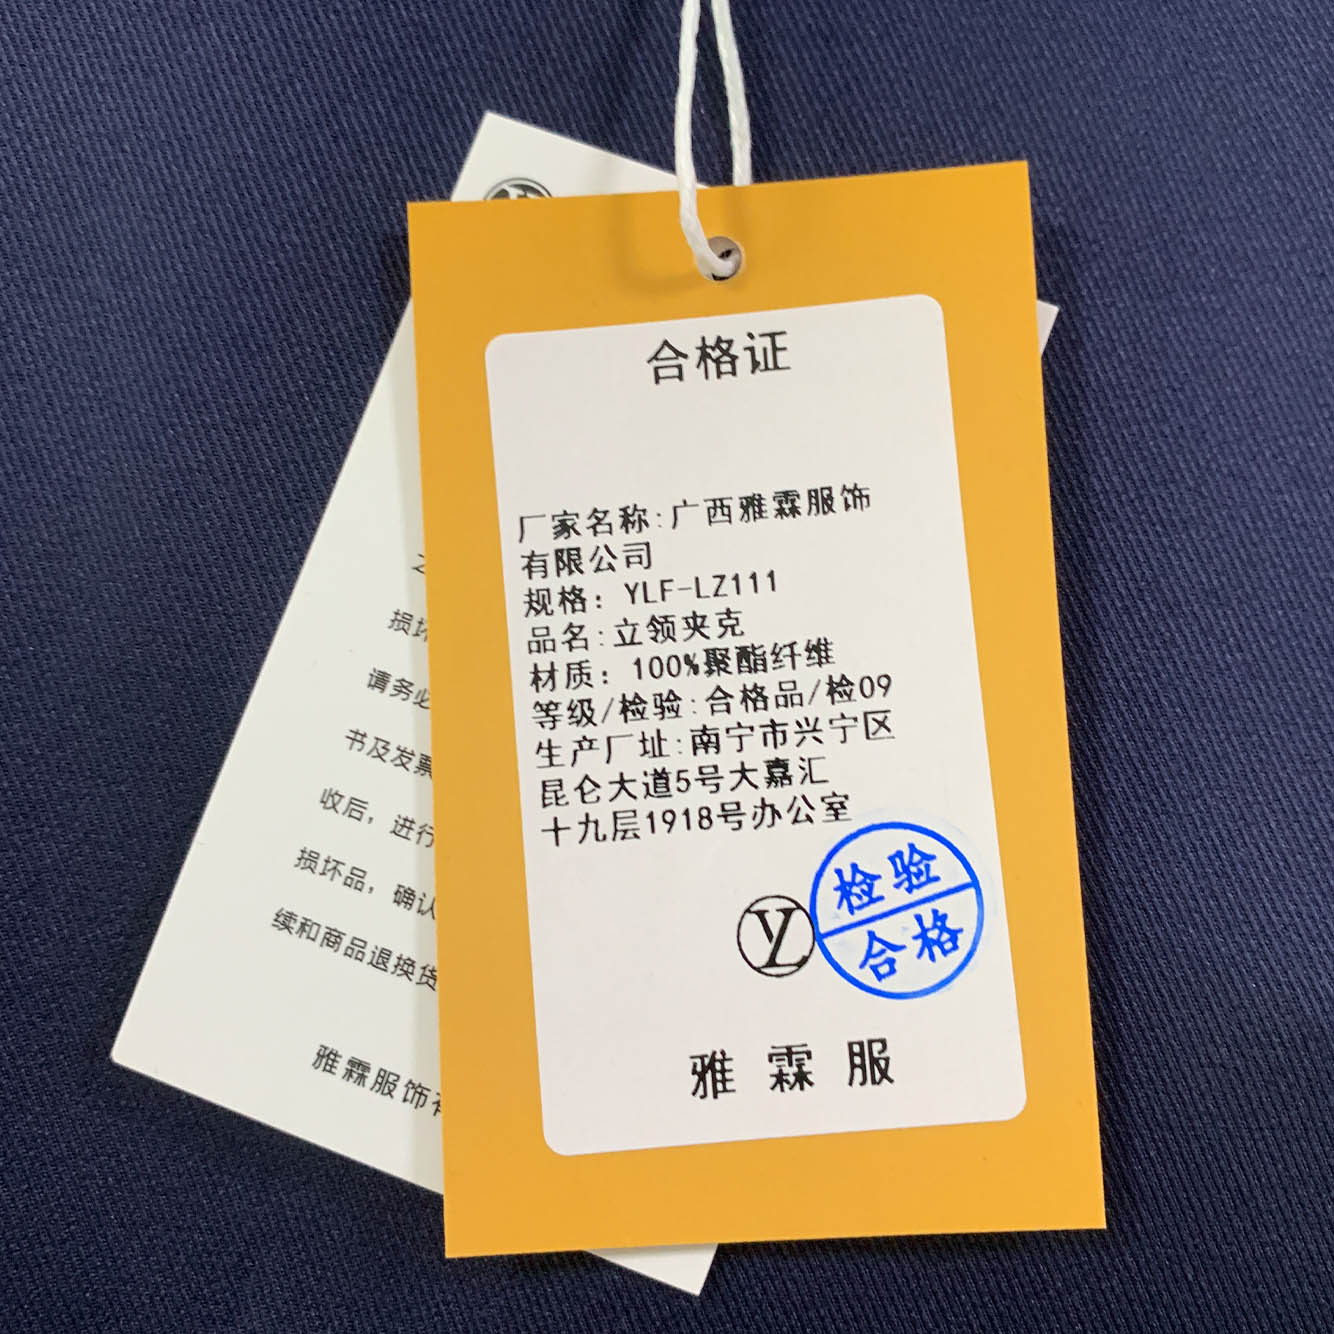 合格证
厂家名称:广西雅霖服饰
有限公司
规格: YLF-LZ111
品名:立领夹克
材质: 100%聚酯纤维
等级/检验:合格品/检09
生产厂址:南宁市兴宁区
昆仑大道5号大嘉汇
十九层1918号办公室
检验
合格
雅霖服
损坏
请务必
书及发票
收后，进行
损坏品，确认
续和商品退换货
雅霖服饰有